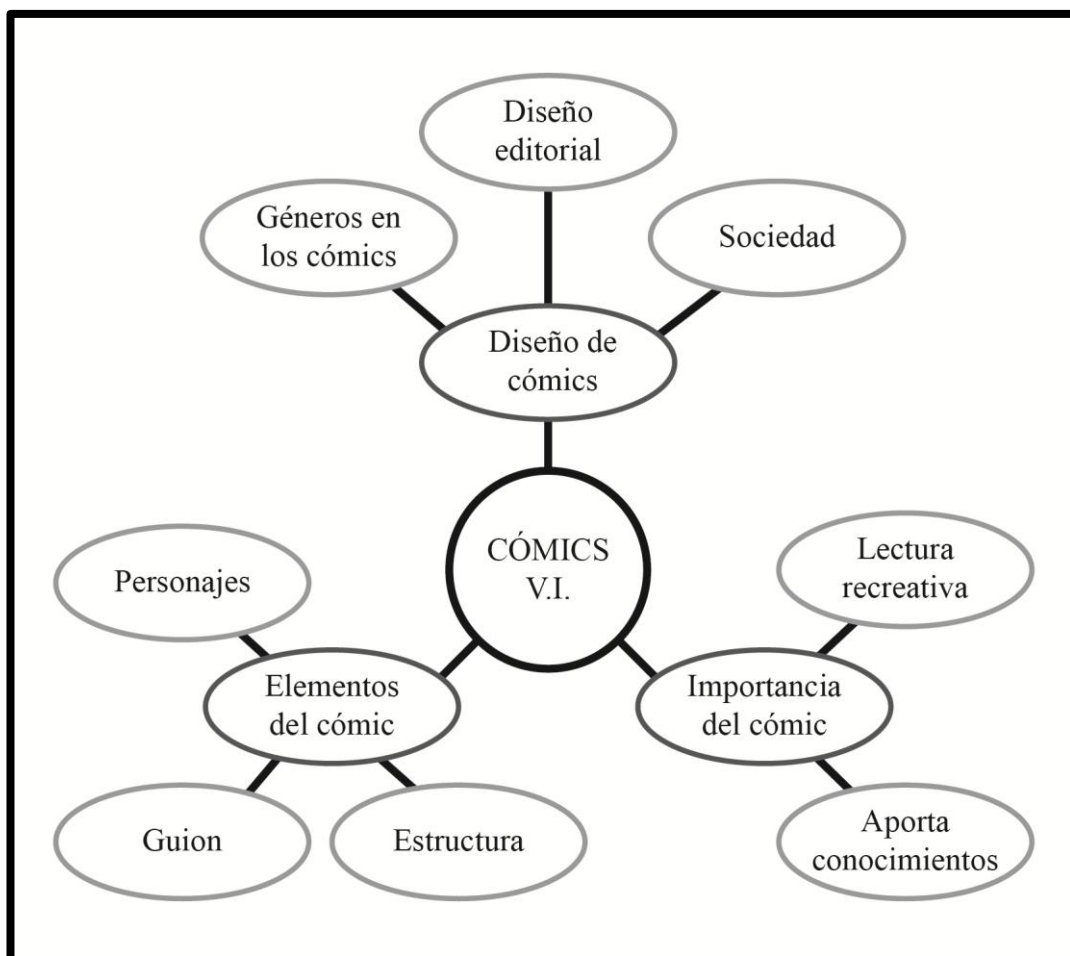 Diseño
editorial
Géneros en
los cómics
Sociedad
Diseño de
cómics
CÓMICS
V.I.
Personajes
Lectura
recreativa
Elementos
del cómic
Importancia
del cómic
Guion
Estructura
Aporta
conocimientos